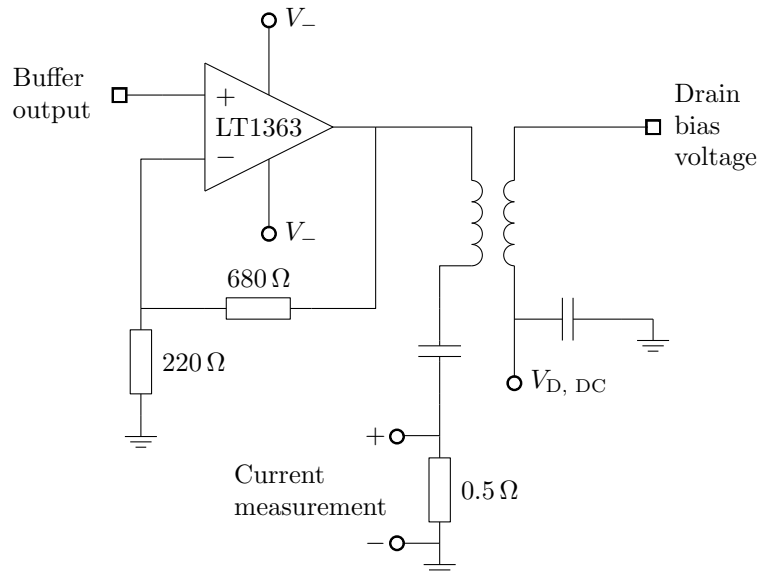 V₋
Buffer
output
+
LT1363
−
V₋
Drain
bias
voltage
680 Ω
220 Ω
V_D, DC
+
Current
measurement
0.5 Ω
−